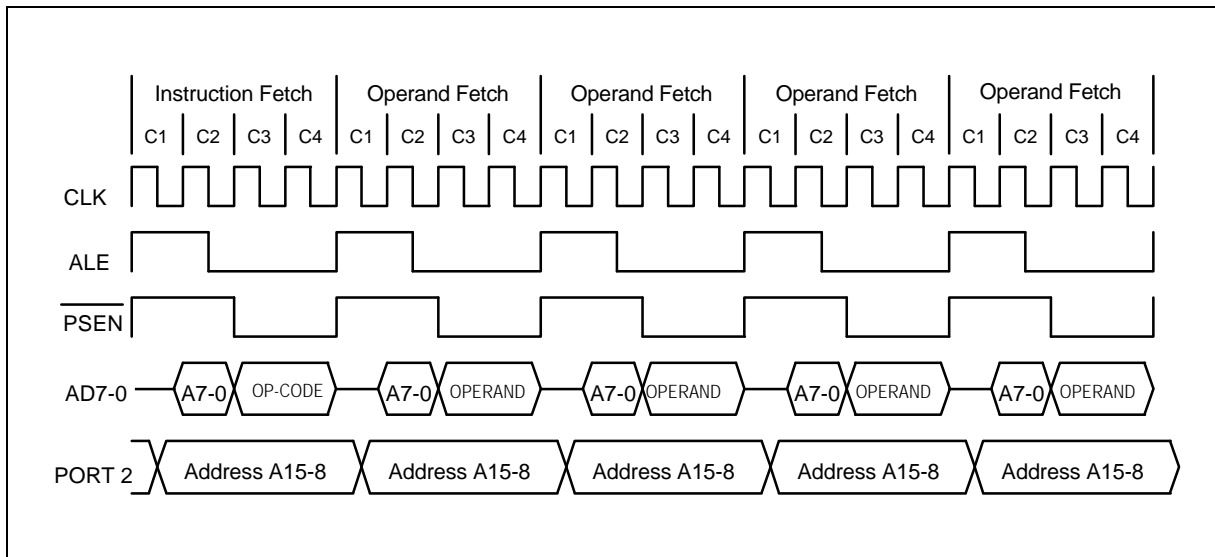 Instruction Fetch Operand Fetch Operand Fetch Operand Fetch Operand Fetch
C1 C2 C3 C4 C1 C2 C3 C4 C1 C2 C3 C4 C1 C2 C3 C4 C1 C2 C3 C4
CLK
ALE
PSEN
AD7-0 A7-0 OP-CODE A7-0 OPERAND A7-0 OPERAND A7-0 OPERAND A7-0 OPERAND
PORT 2 Address A15-8 Address A15-8 Address A15-8 Address A15-8 Address A15-8